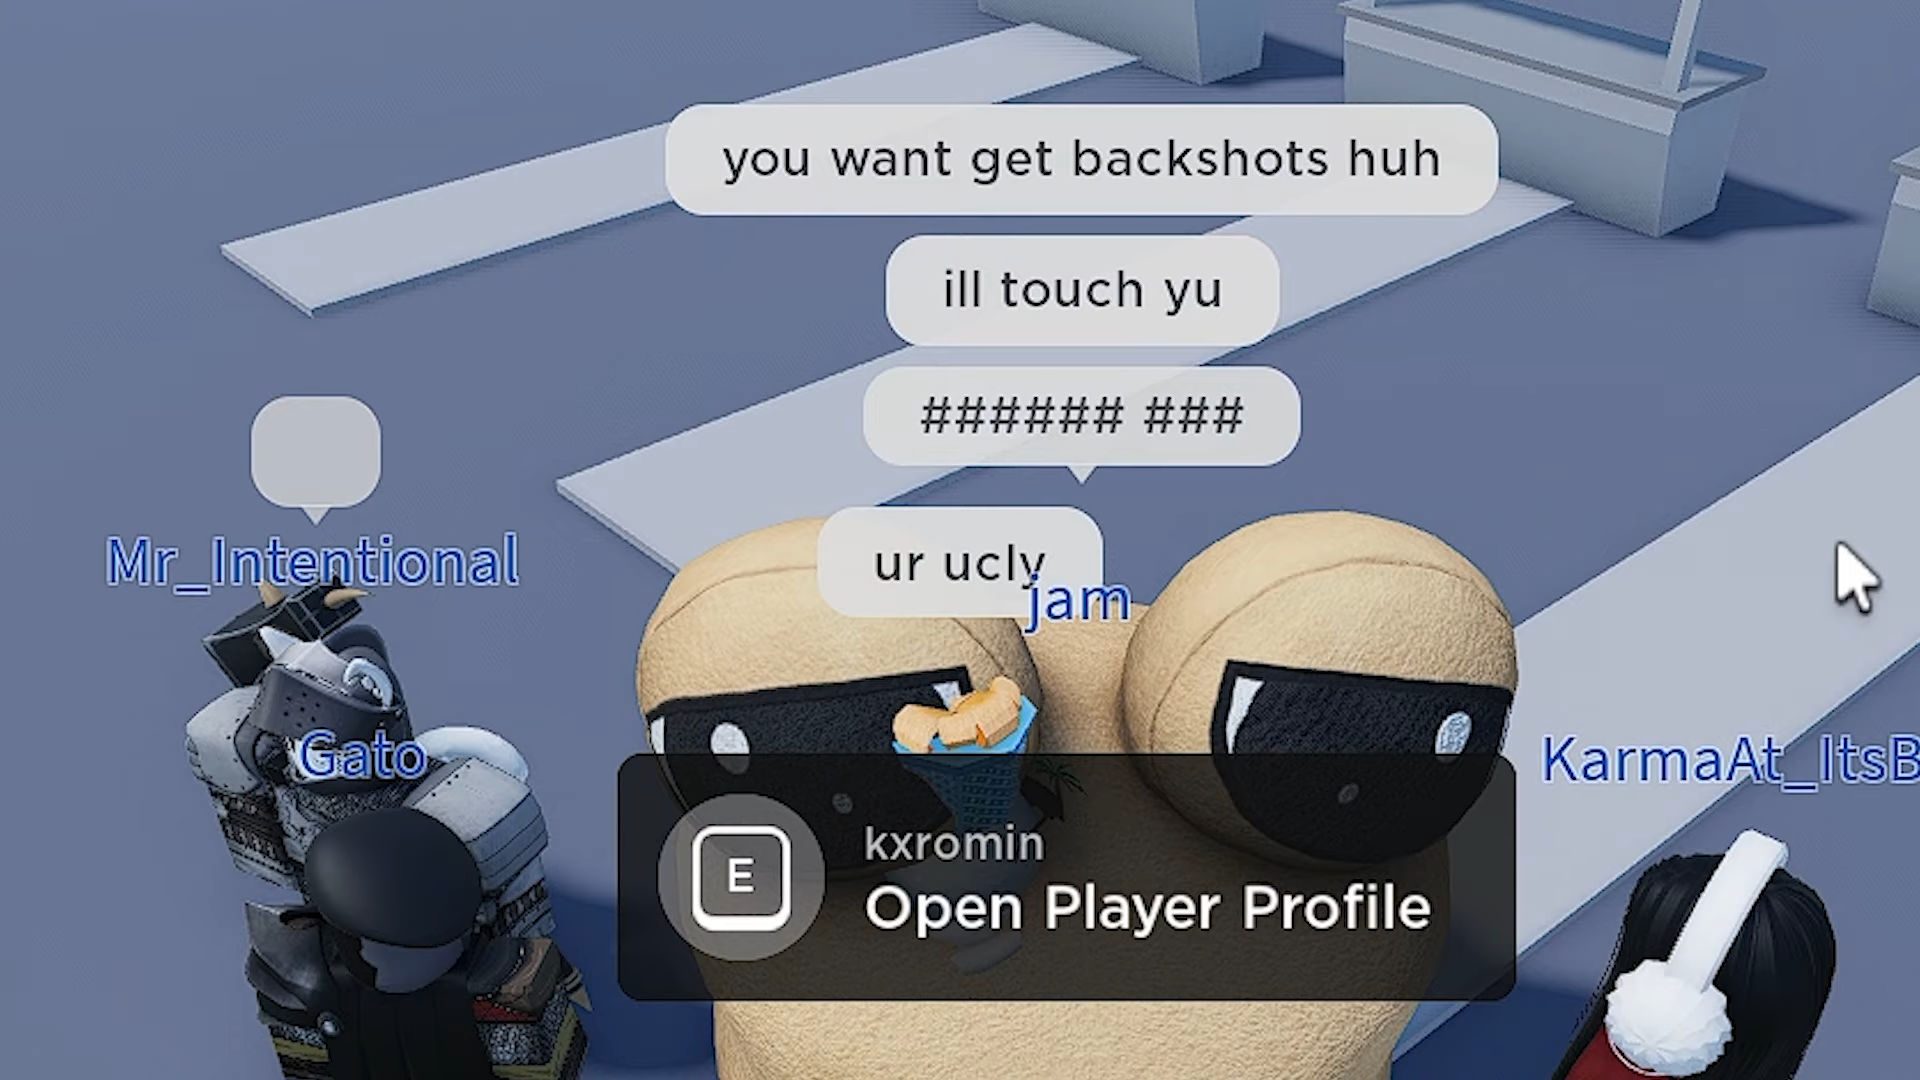 you want get backshots huh
ill touch yu
###### ###
ur ucly
jam
Mr_Intentional
Gato
KarmaAt_ItsB
E
kxromin
Open Player Profile